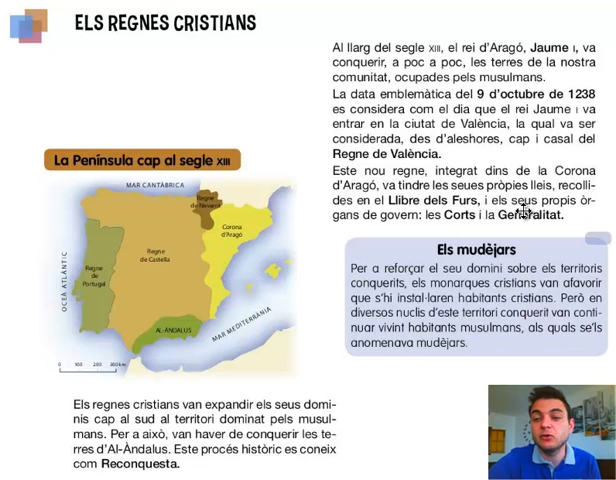 ELS REGNES CRISTIANS
Al llarg del segle XIII, el rei d'Aragó, Jaume I, va
conquerir, a poc a poc, les terres de la nostra
comunitat, ocupades pels musulmans.
La data emblemàtica del 9 d'octubre de 1238
es considera com el dia que el rei Jaume I va
entrar en la ciutat de València, la qual va ser
considerada, des d'aleshores, cap i casal del
Regne de València.
Este nou regne, integrat dins de la Corona
d'Aragó, va tindre les seues pròpies lleis, recolli-
des en el Llibre dels Furs, i els seus propis òr-
gans de govern: les Corts i la Generalitat.
La Península cap al segle XIII
MAR CANTÀBRICA
Regne
de Navarra
Corona
d'Aragó
Regne
de Castella
Regne
de
Portugal
OCEÀ ATLÀNTIC
AL-ÀNDALUS
MAR MEDITERRÀNIA
0 100 200 300 km
Els mudèjars
Per a reforçar el seu domini sobre els territoris
conquerits, els monarques cristians van afavorir
que s'hi instal·laren habitants cristians. Però en
diversos nuclis d'este territori conquerit van conti-
nuar vivint habitants musulmans, als quals se'ls
anomenava mudèjars.
Els regnes cristians van expandir els seus domi-
nis cap al sud al territori dominat pels musul-
mans. Per a això, van haver de conquerir les te-
rres d'Al-Àndalus. Este procés històric es coneix
com Reconquesta.